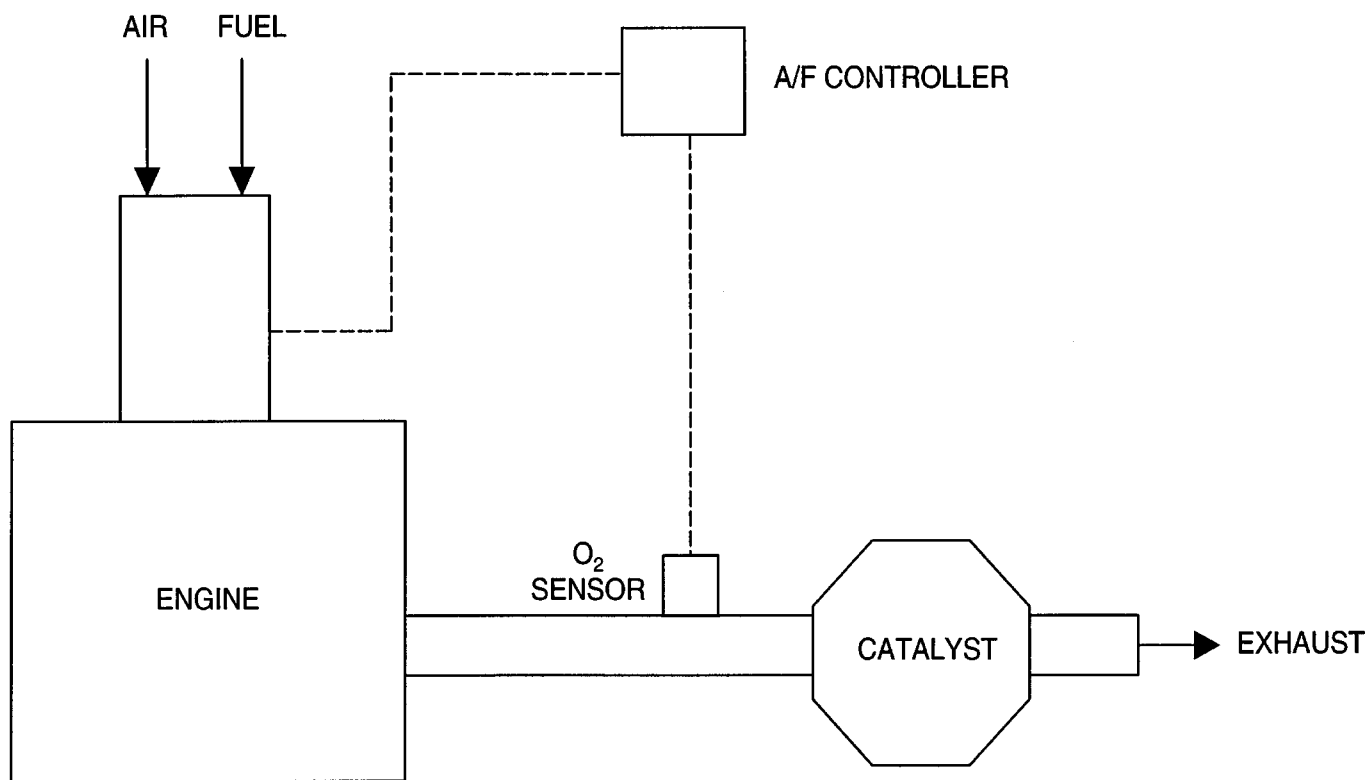 AIR FUEL
A/F CONTROLLER
O₂
SENSOR
ENGINE
CATALYST
EXHAUST